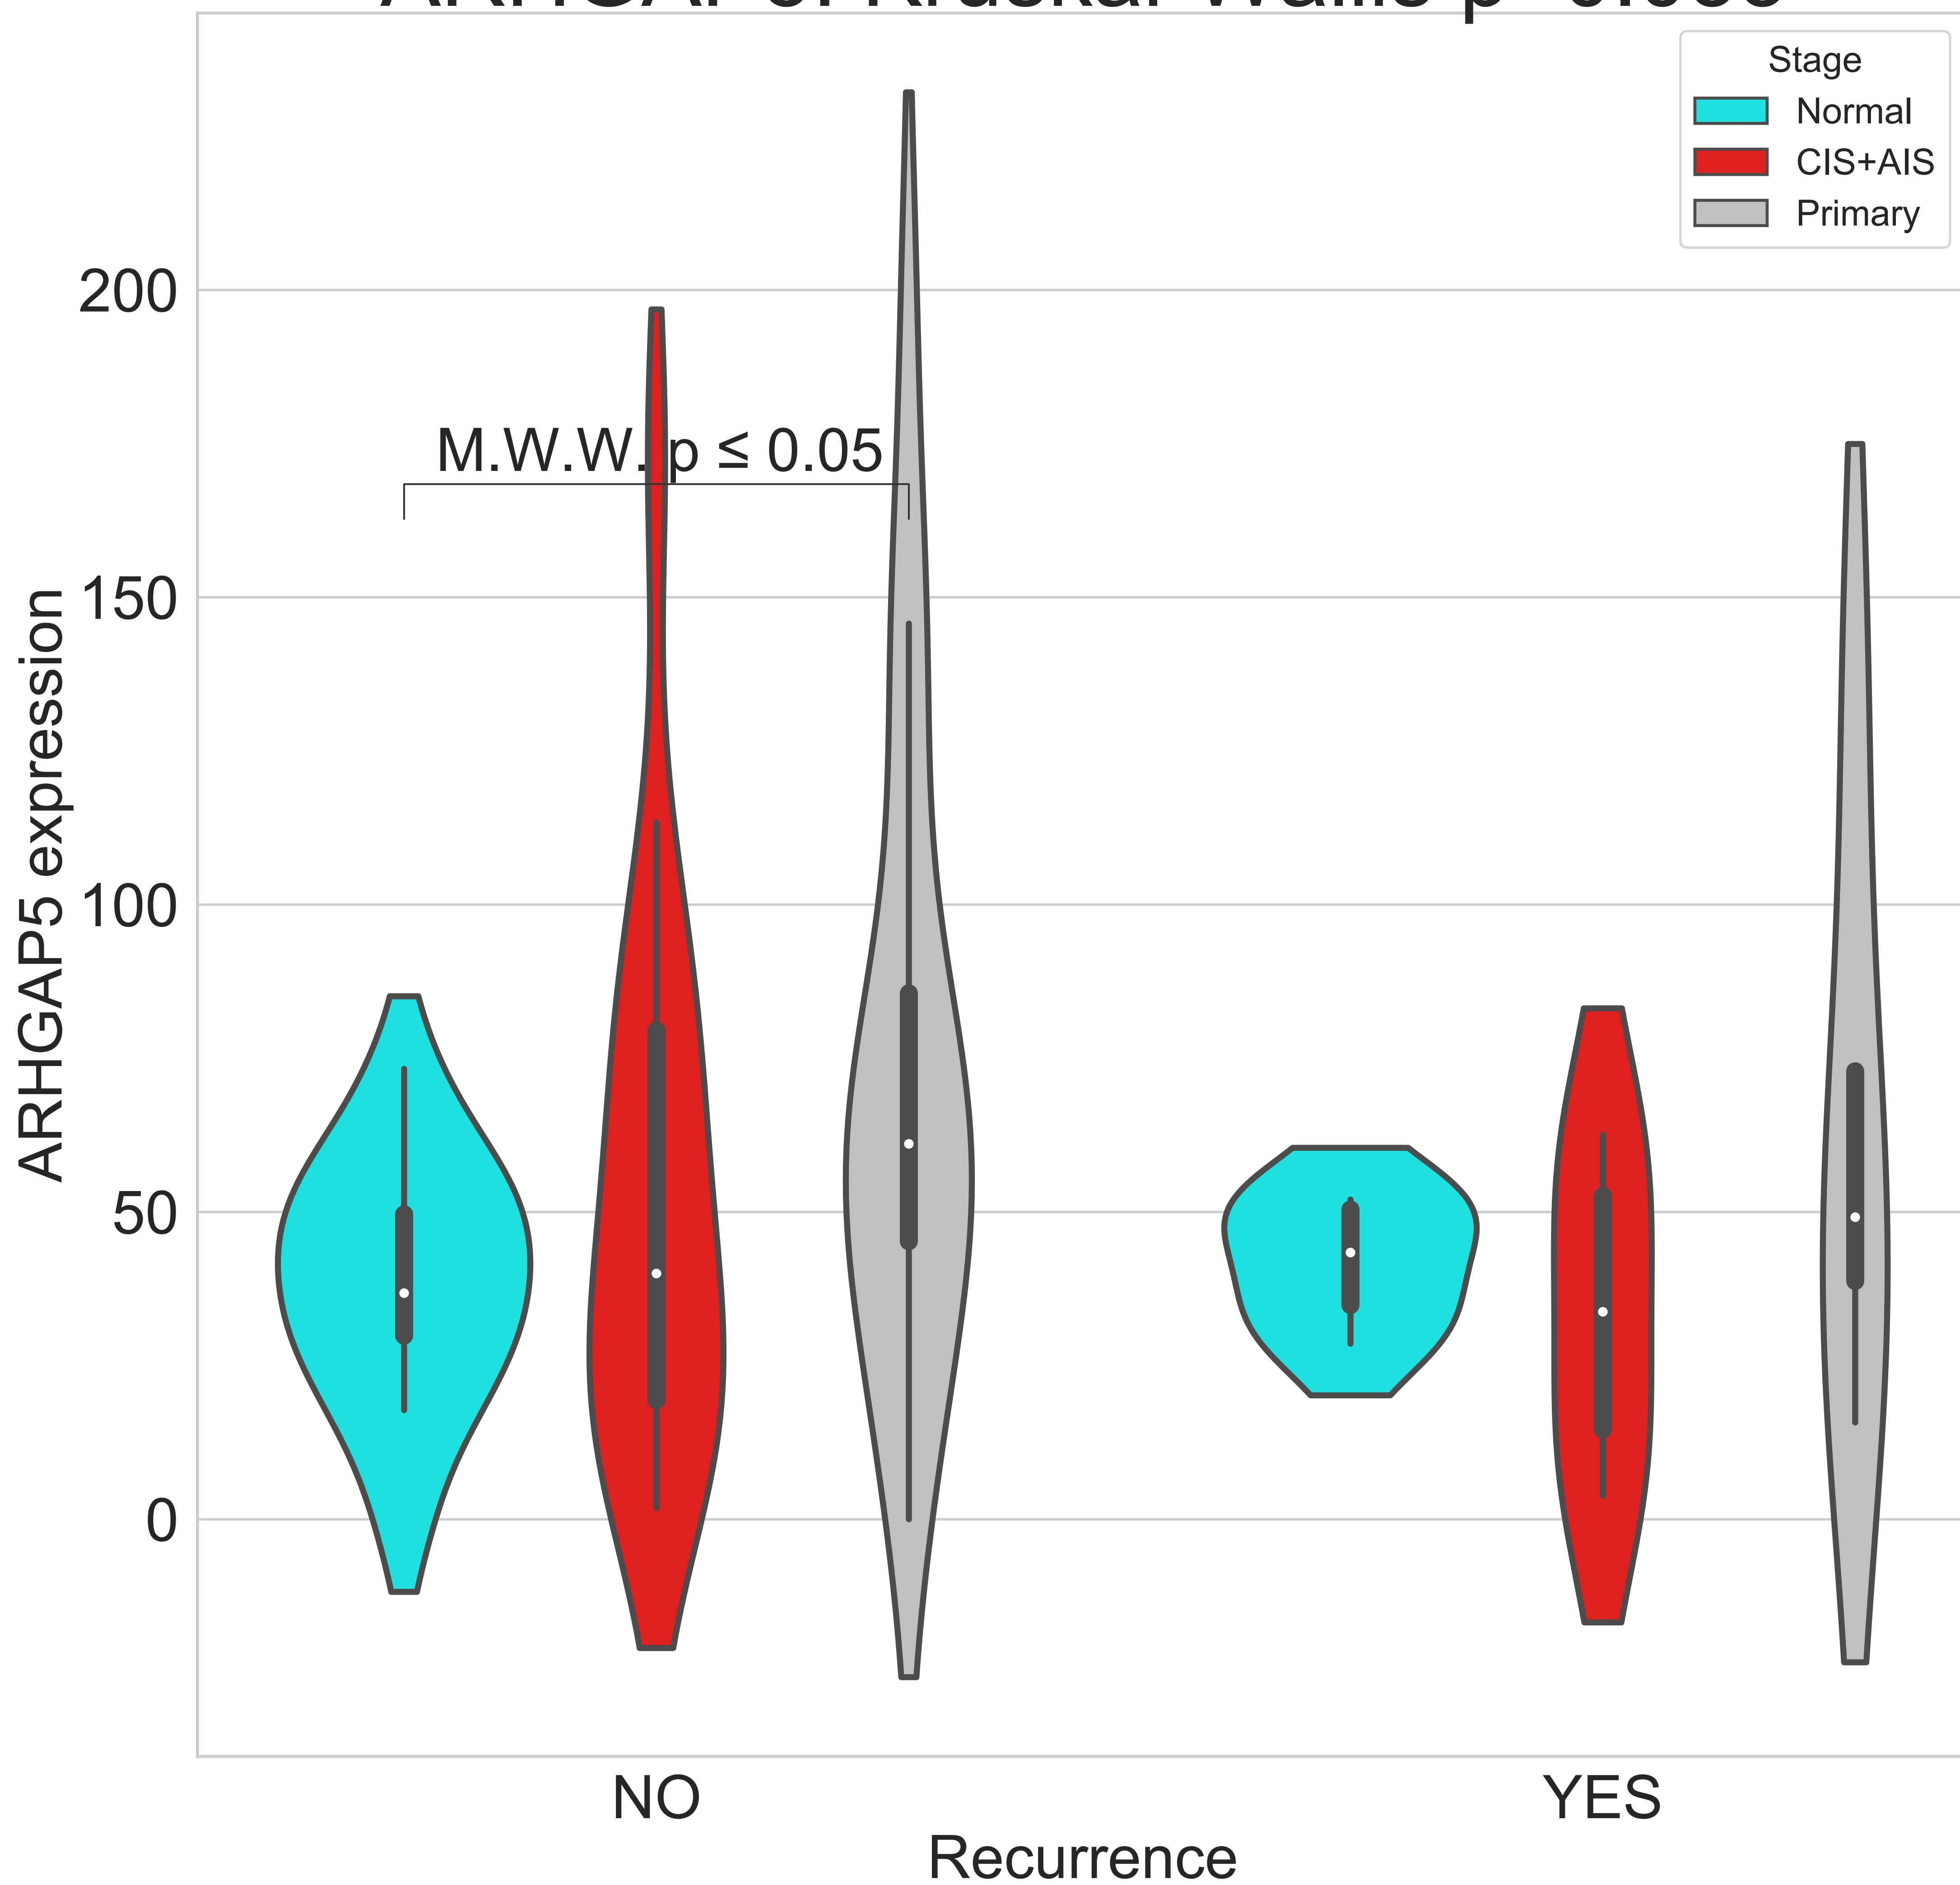 Stage
Normal
CIS+AIS
Primary
200
M.W.W. p ≤ 0.05
150
100
50
0
ARHGAP5 expression
NO
YES
Recurrence